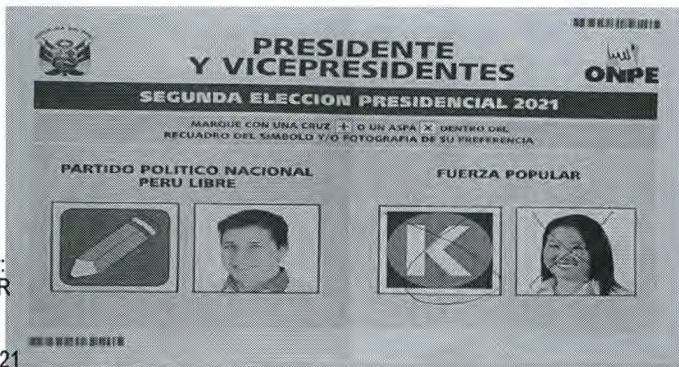 PRESIDENTE
Y VICEPRESIDENTES
ONPE
SEGUNDA ELECCION PRESIDENCIAL 2021
MARQUE CON UNA CRUZ + O UN ASPA X DENTRO DEL
RECUADRO DEL SIMBOLO Y/O FOTOGRAFIA DE SU PREFERENCIA
PARTIDO POLITICO NACIONAL
PERU LIBRE
FUERZA POPULAR
K
R
21